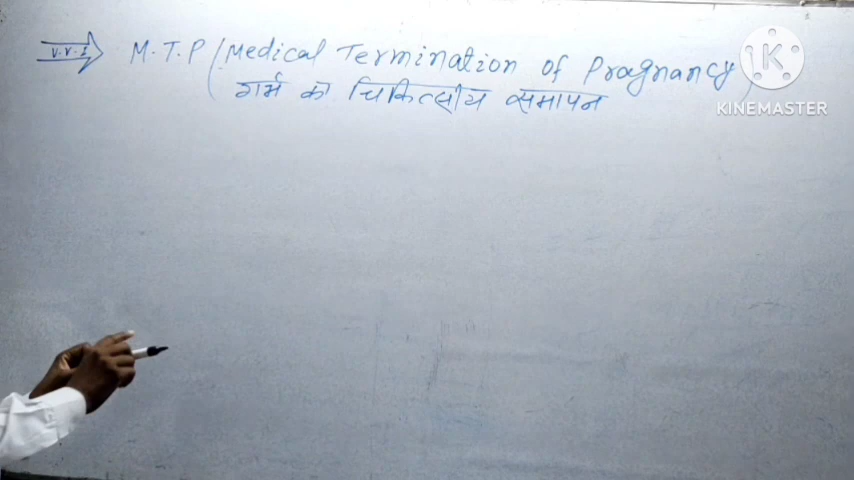 V.V.I M.T.P (Medical Termination of Pragnancy)
गर्भ का चिकित्सीय समापन
KINEMASTER